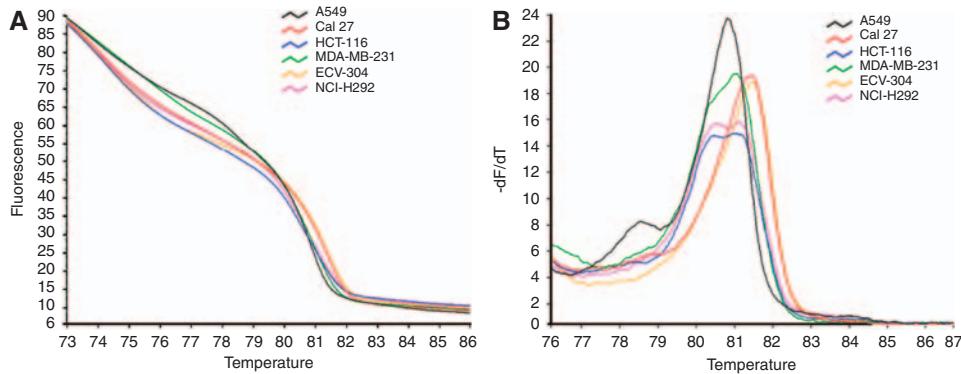 A
90
85
80
75
70
65
60
55
50
45
40
35
30
25
20
15
10
6
Fluorescence
A549
Cal 27
HCT-116
MDA-MB-231
ECV-304
NCI-H292
73 74 75 76 77 78 79 80 81 82 83 84 85 86
Temperature
B
24
22
20
18
16
14
12
10
8
6
4
2
0
-dF/dT
A549
Cal 27
HCT-116
MDA-MB-231
ECV-304
NCI-H292
76 77 78 79 80 81 82 83 84 85 86 87
Temperature